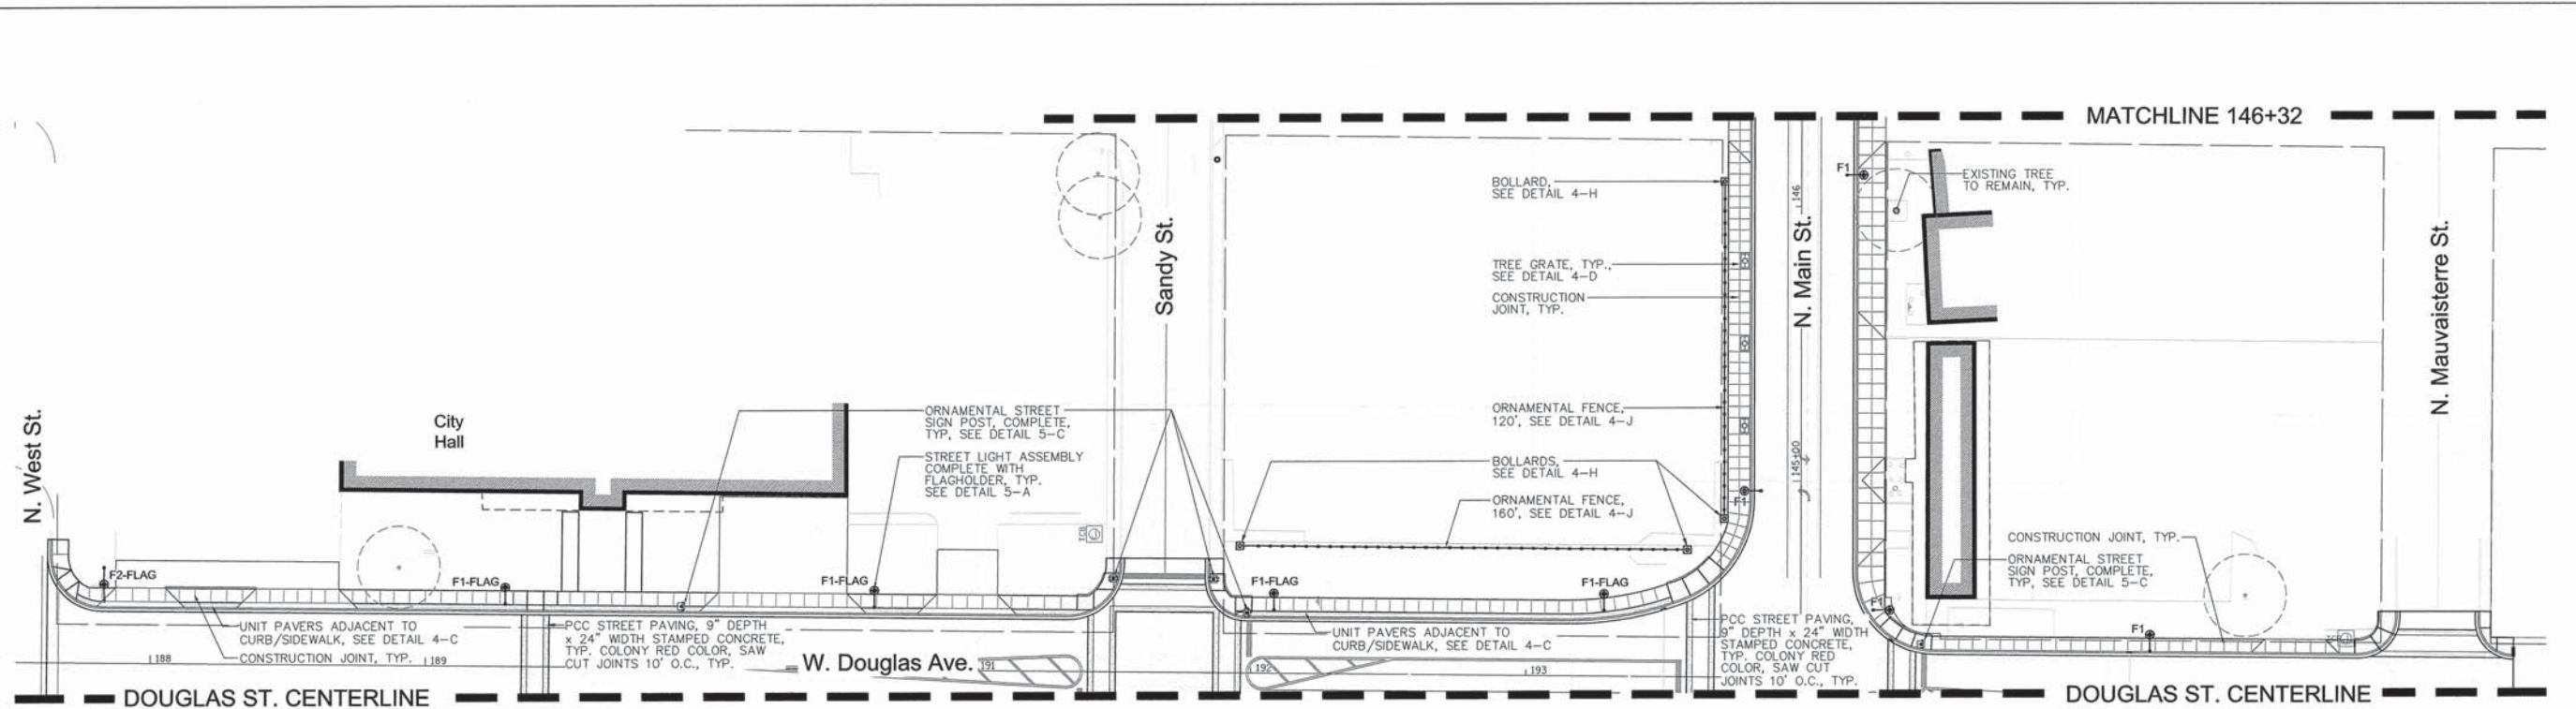 MATCHLINE 146+32
BOLLARD,
SEE DETAIL 4-H
TREE GRATE, TYP.,
SEE DETAIL 4-D
CONSTRUCTION
JOINT, TYP.
ORNAMENTAL FENCE,
120', SEE DETAIL 4-J
BOLLARDS,
SEE DETAIL 4-H
ORNAMENTAL FENCE,
160', SEE DETAIL 4-J
F1
EXISTING TREE
TO REMAIN, TYP.
146
145+00
N. Main St.
Sandy St.
N. Mauvaisterre St.
N. West St.
City
Hall
ORNAMENTAL STREET
SIGN POST, COMPLETE,
TYP, SEE DETAIL 5-C
STREET LIGHT ASSEMBLY
COMPLETE WITH
FLAGHOLDER, TYP.
SEE DETAIL 5-A
F1
CONSTRUCTION JOINT, TYP.
ORNAMENTAL STREET
SIGN POST, COMPLETE,
TYP, SEE DETAIL 5-C
F2-FLAG
F1-FLAG
F1-FLAG
F1-FLAG
F1-FLAG
F1
F1
UNIT PAVERS ADJACENT TO
CURB/SIDEWALK, SEE DETAIL 4-C
CONSTRUCTION JOINT, TYP.
PCC STREET PAVING, 9" DEPTH
x 24" WIDTH STAMPED CONCRETE,
TYP. COLONY RED COLOR, SAW
CUT JOINTS 10' O.C., TYP.
UNIT PAVERS ADJACENT TO
CURB/SIDEWALK, SEE DETAIL 4-C
PCC STREET PAVING,
9" DEPTH x 24" WIDTH
STAMPED CONCRETE,
TYP. COLONY RED
COLOR, SAW CUT
JOINTS 10' O.C., TYP.
188
189
W. Douglas Ave.
191
192
193
DOUGLAS ST. CENTERLINE
DOUGLAS ST. CENTERLINE